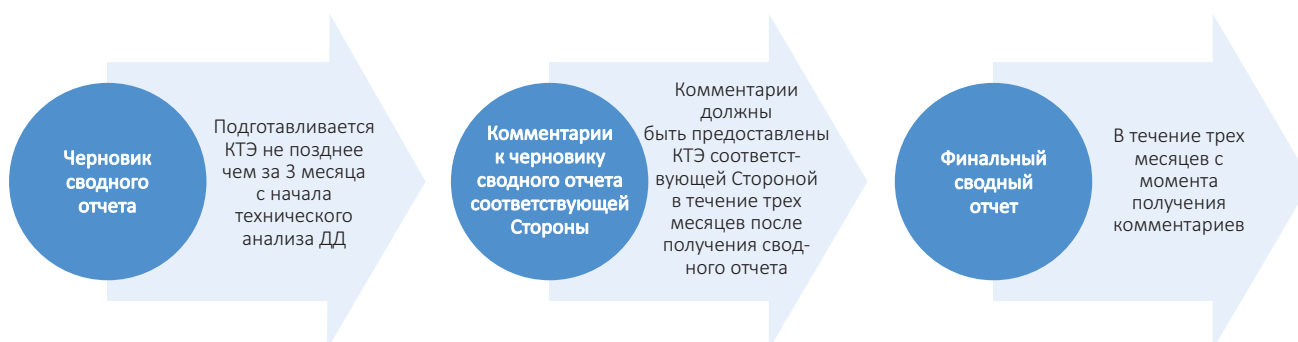 Черновик
сводного
отчета
Подготавливается
КТЭ не позднее
чем за 3 месяца
с начала
технического
анализа ДД
Комментарии
к черновику
сводного отчета
соответствующей
Стороны
Комментарии
должны
быть предоставлены
КТЭ соответст-
вующей Стороной
в течение трех
месяцев после
получения свод-
ного отчета
Финальный
сводный
отчет
В течение трех
месяцев с
момента
получения
комментариев